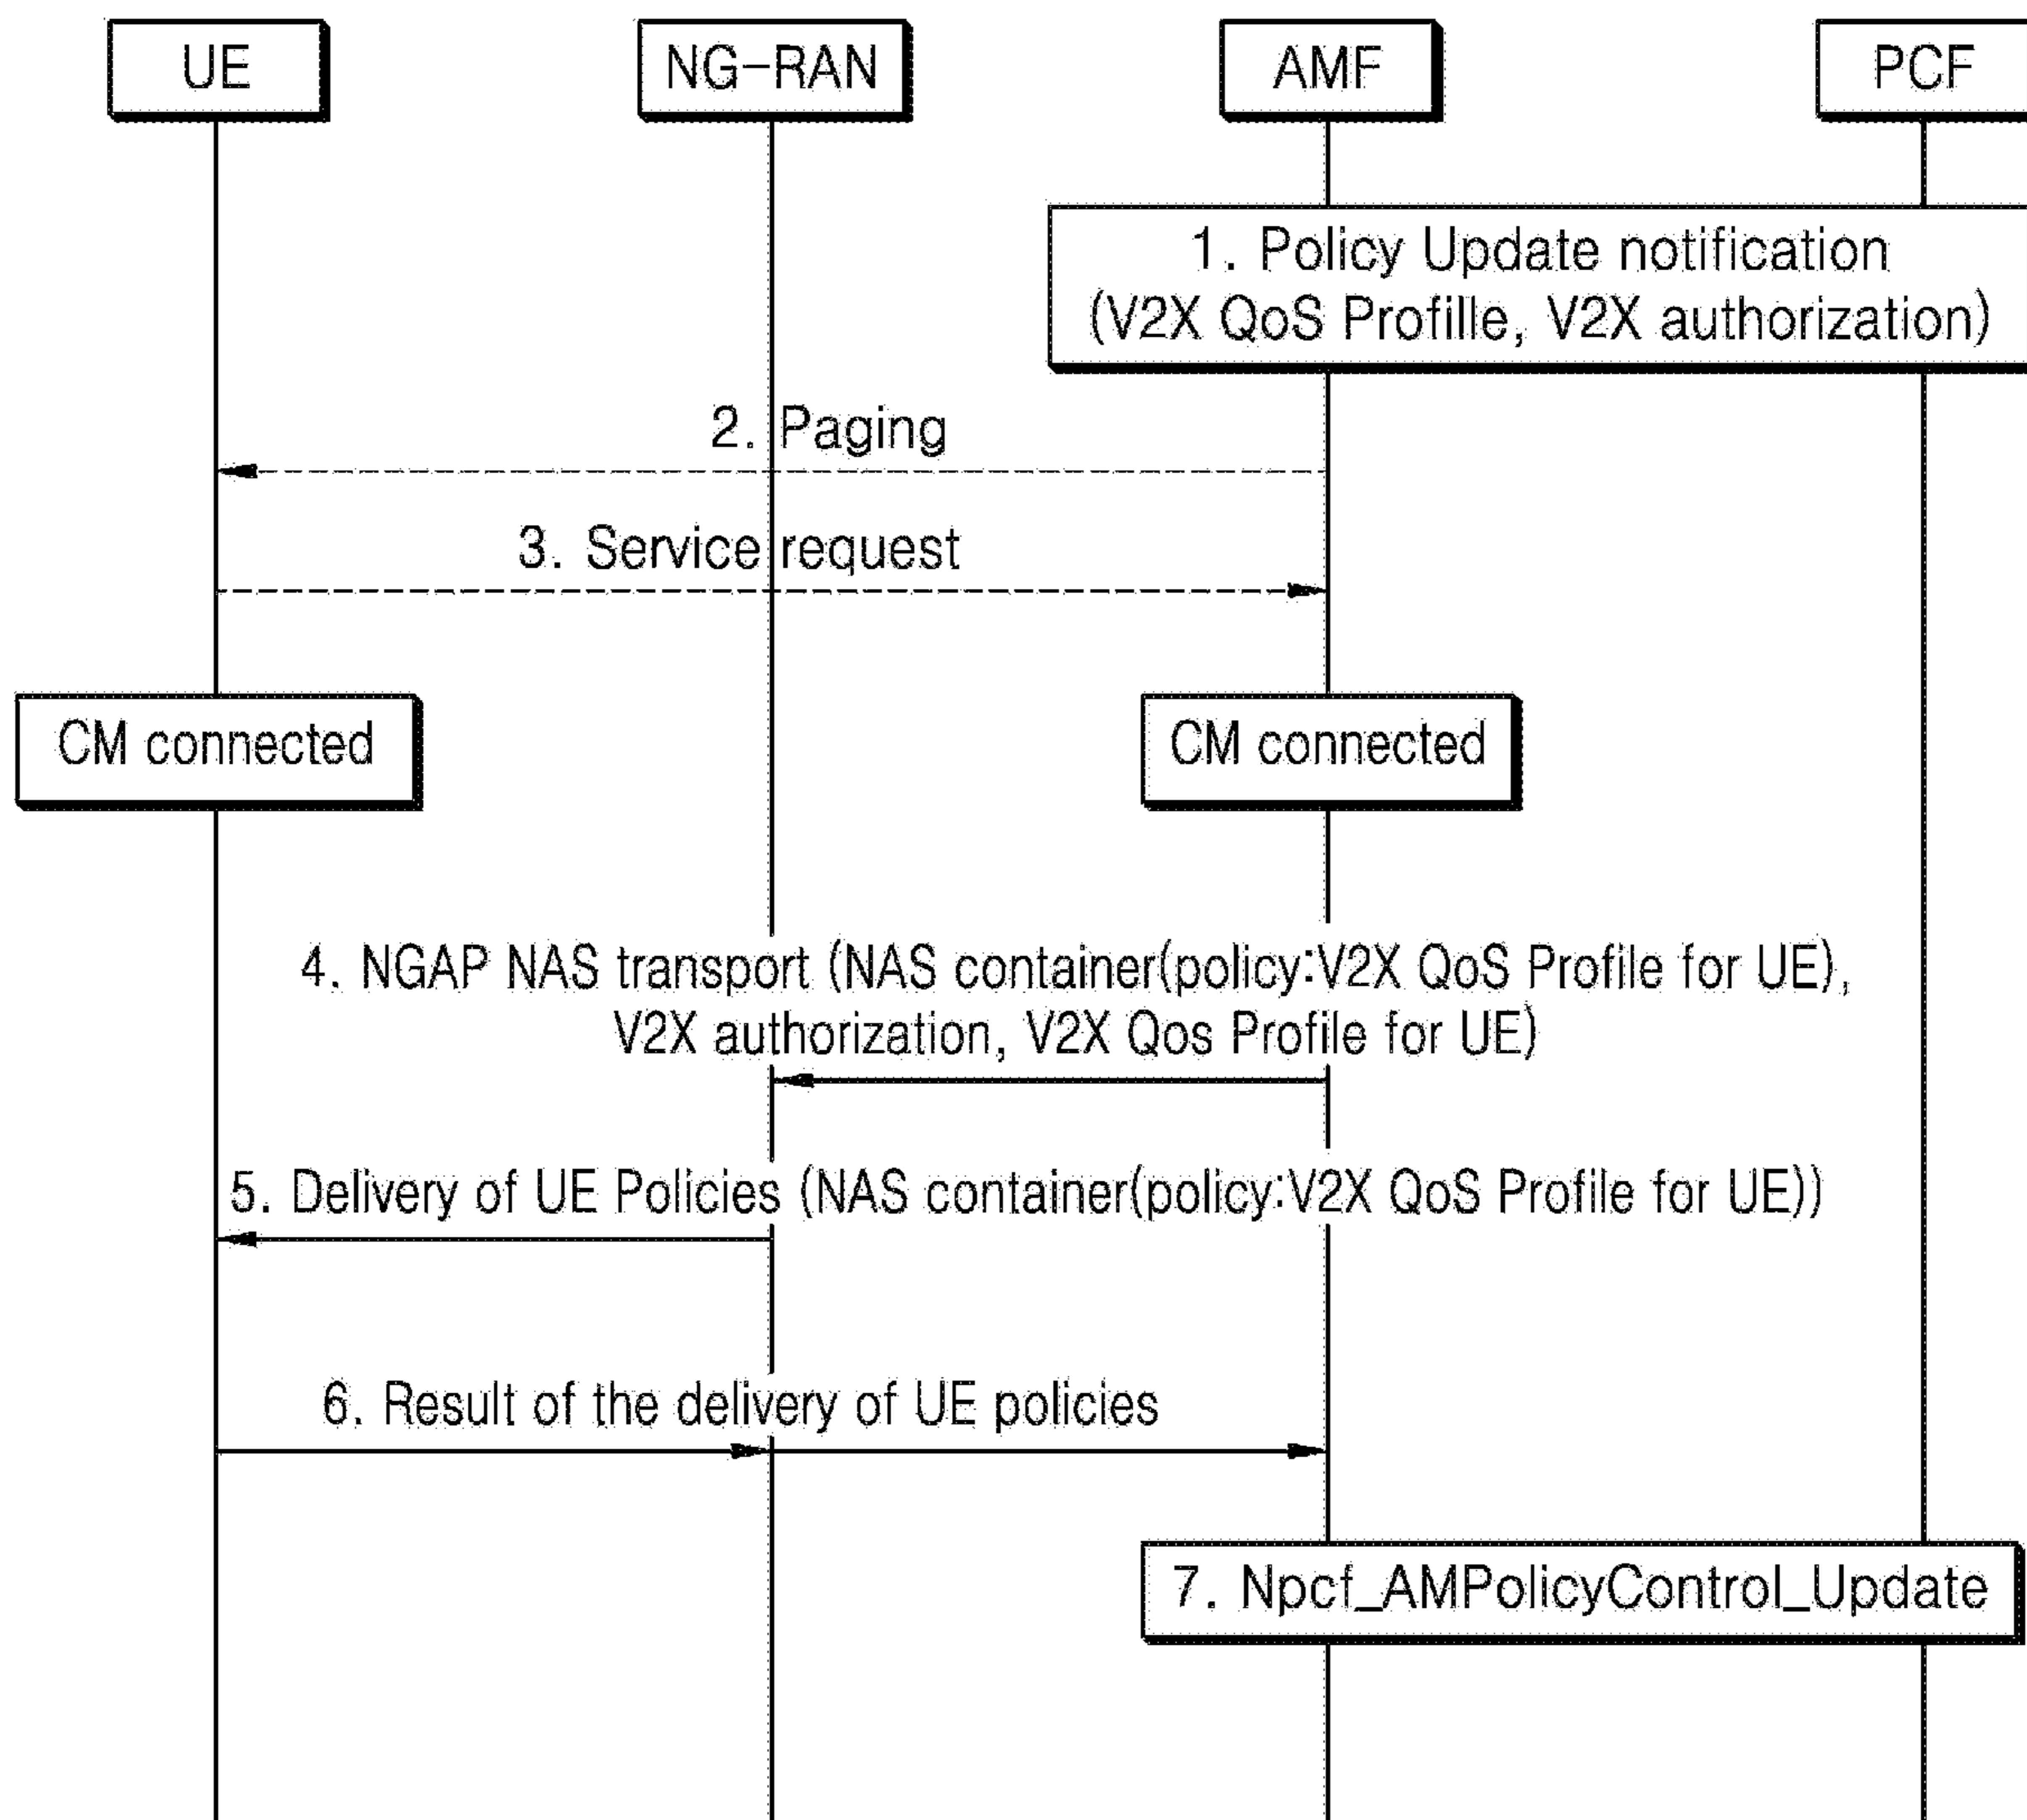 UE
NG-RAN
AMF
PCF
1. Policy Update notification
(V2X QoS Profille, V2X authorization)
2. Paging
3. Service request
CM connected
CM connected
4. NGAP NAS transport (NAS container(policy:V2X QoS Profile for UE),
V2X authorization, V2X Qos Profile for UE)
5. Delivery of UE Policies (NAS container(policy:V2X QoS Profile for UE))
6. Result of the delivery of UE policies
7. Npcf_AMPolicyControl_Update